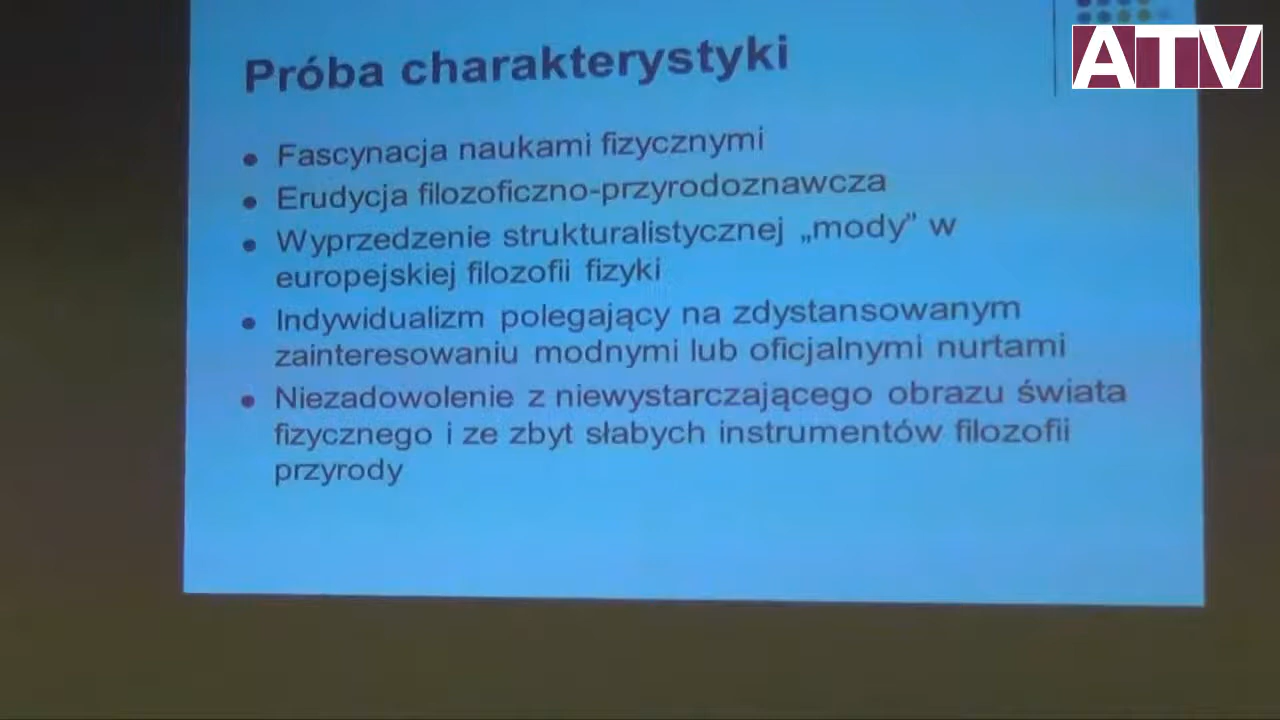 ATV
Próba charakterystyki
• Fascynacja naukami fizycznymi
• Erudycja filozoficzno-przyrodoznawcza
• Wyprzedzenie strukturalistycznej „mody” w
europejskiej filozofii fizyki
• Indywidualizm polegający na zdystansowanym
zainteresowaniu modnymi lub oficjalnymi nurtami
• Niezadowolenie z niewystarczającego obrazu świata
fizycznego i ze zbyt słabych instrumentów filozofii
przyrody